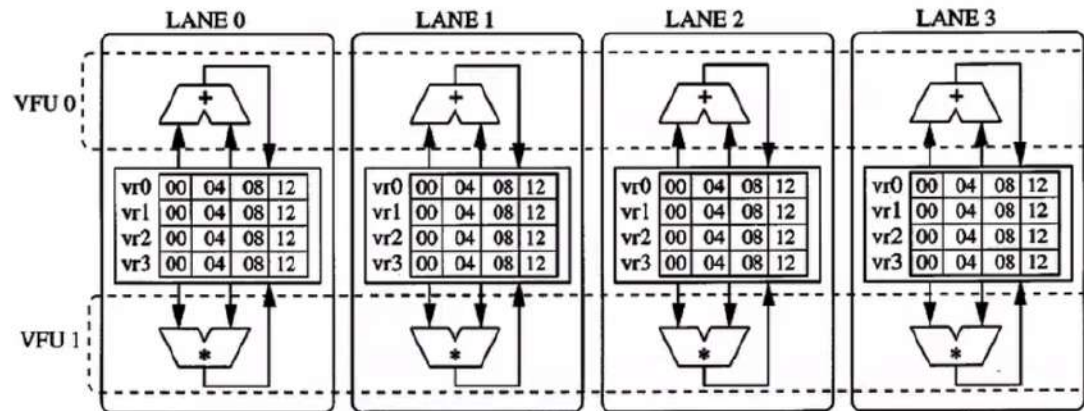 LANE 0 LANE 1 LANE 2 LANE 3
VFU 0
+ + + +
vr0 00 04 08 12 vr0 00 04 08 12 vr0 00 04 08 12 vr0 00 04 08 12
vr1 00 04 08 12 vr1 00 04 08 12 vr1 00 04 08 12 vr1 00 04 08 12
vr2 00 04 08 12 vr2 00 04 08 12 vr2 00 04 08 12 vr2 00 04 08 12
vr3 00 04 08 12 vr3 00 04 08 12 vr3 00 04 08 12 vr3 00 04 08 12
VFU 1
* * * *